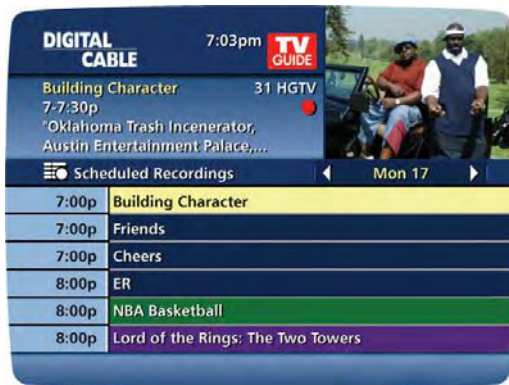 DIGITAL
CABLE
7:03pm
TV
GUIDE
Building Character 31 HGTV
7-7:30p
"Oklahoma Trash Incenerator,
Austin Entertainment Palace,...
Scheduled Recordings Mon 17
7:00p Building Character
7:00p Friends
7:00p Cheers
8:00p ER
8:00p NBA Basketball
8:00p Lord of the Rings: The Two Towers